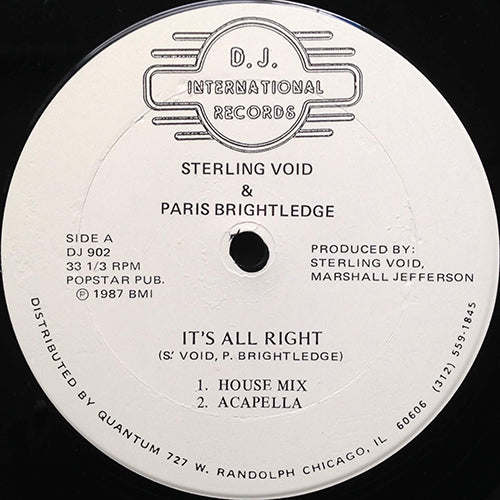 D.J.
INTERNATIONAL
RECORDS
STERLING VOID
&
PARIS BRIGHTLEDGE
SIDE A
DJ 902
33 1/3 RPM
POPSTAR PUB.
Ⓟ 1987 BMI
PRODUCED BY:
STERLING VOID,
MARSHALL JEFFERSON
IT'S ALL RIGHT
(S' VOID, P. BRIGHTLEDGE)
1. HOUSE MIX
2. ACAPELLA
DISTRIBUTED BY QUANTUM 727 W. RANDOLPH CHICAGO, IL 60606 (312) 559-1845